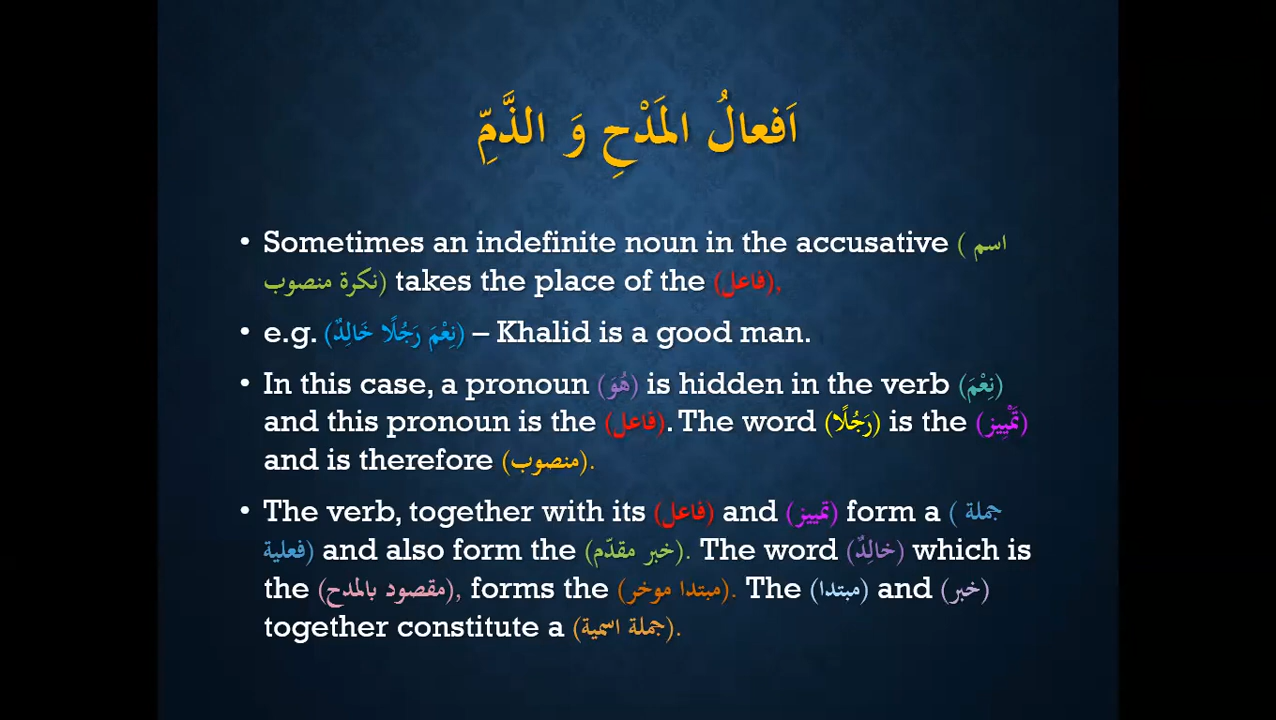 اَفعالُ المَدْحِ وَ الذَّمِّ
• Sometimes an indefinite noun in the accusative (اسم
نكرة منصوب) takes the place of the (فاعل).
• e.g. (نِعْمَ رَجُلًا خَالِدٌ) – Khalid is a good man.
• In this case, a pronoun (هُوَ) is hidden in the verb (نِعْمَ)
and this pronoun is the (فاعل). The word (رَجُلًا) is the (تَمْيِيز)
and is therefore (منصوب).
• The verb, together with its (فاعل) and (تمييز) form a (جملة
فعلية) and also form the (خبر مقدّم). The word (خالِدٌ) which is
the (مقصود بالمدح), forms the (مبتدا موخر). The (مبتدا) and (خبر)
together constitute a (جملة اسمية).